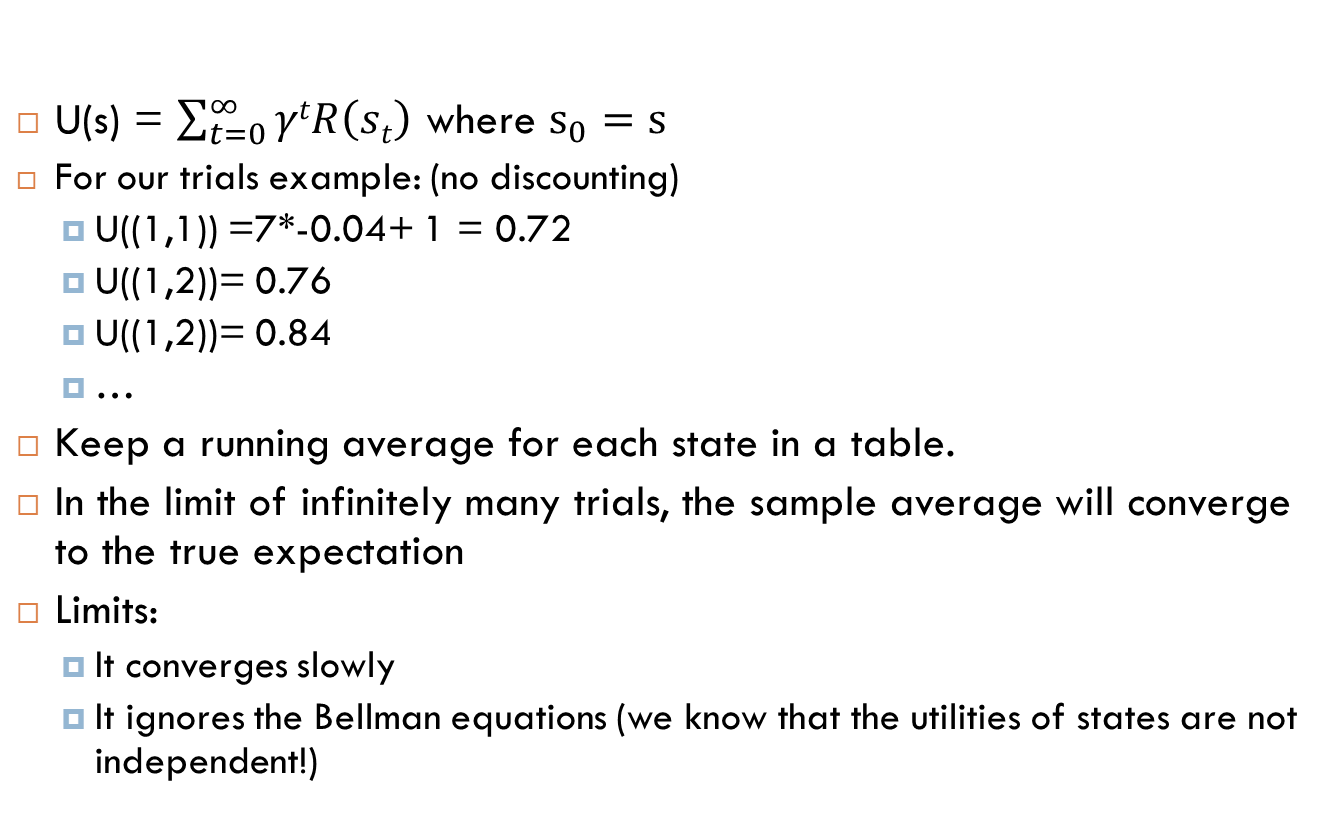 U(s) = ∑_{t=0}^{∞} γ^t R(s_t) where s_0 = s
For our trials example: (no discounting)
U((1,1)) =7*-0.04+ 1 = 0.72
U((1,2))= 0.76
U((1,2))= 0.84
…
Keep a running average for each state in a table.
In the limit of infinitely many trials, the sample average will converge
to the true expectation
Limits:
It converges slowly
It ignores the Bellman equations (we know that the utilities of states are not
independent!)